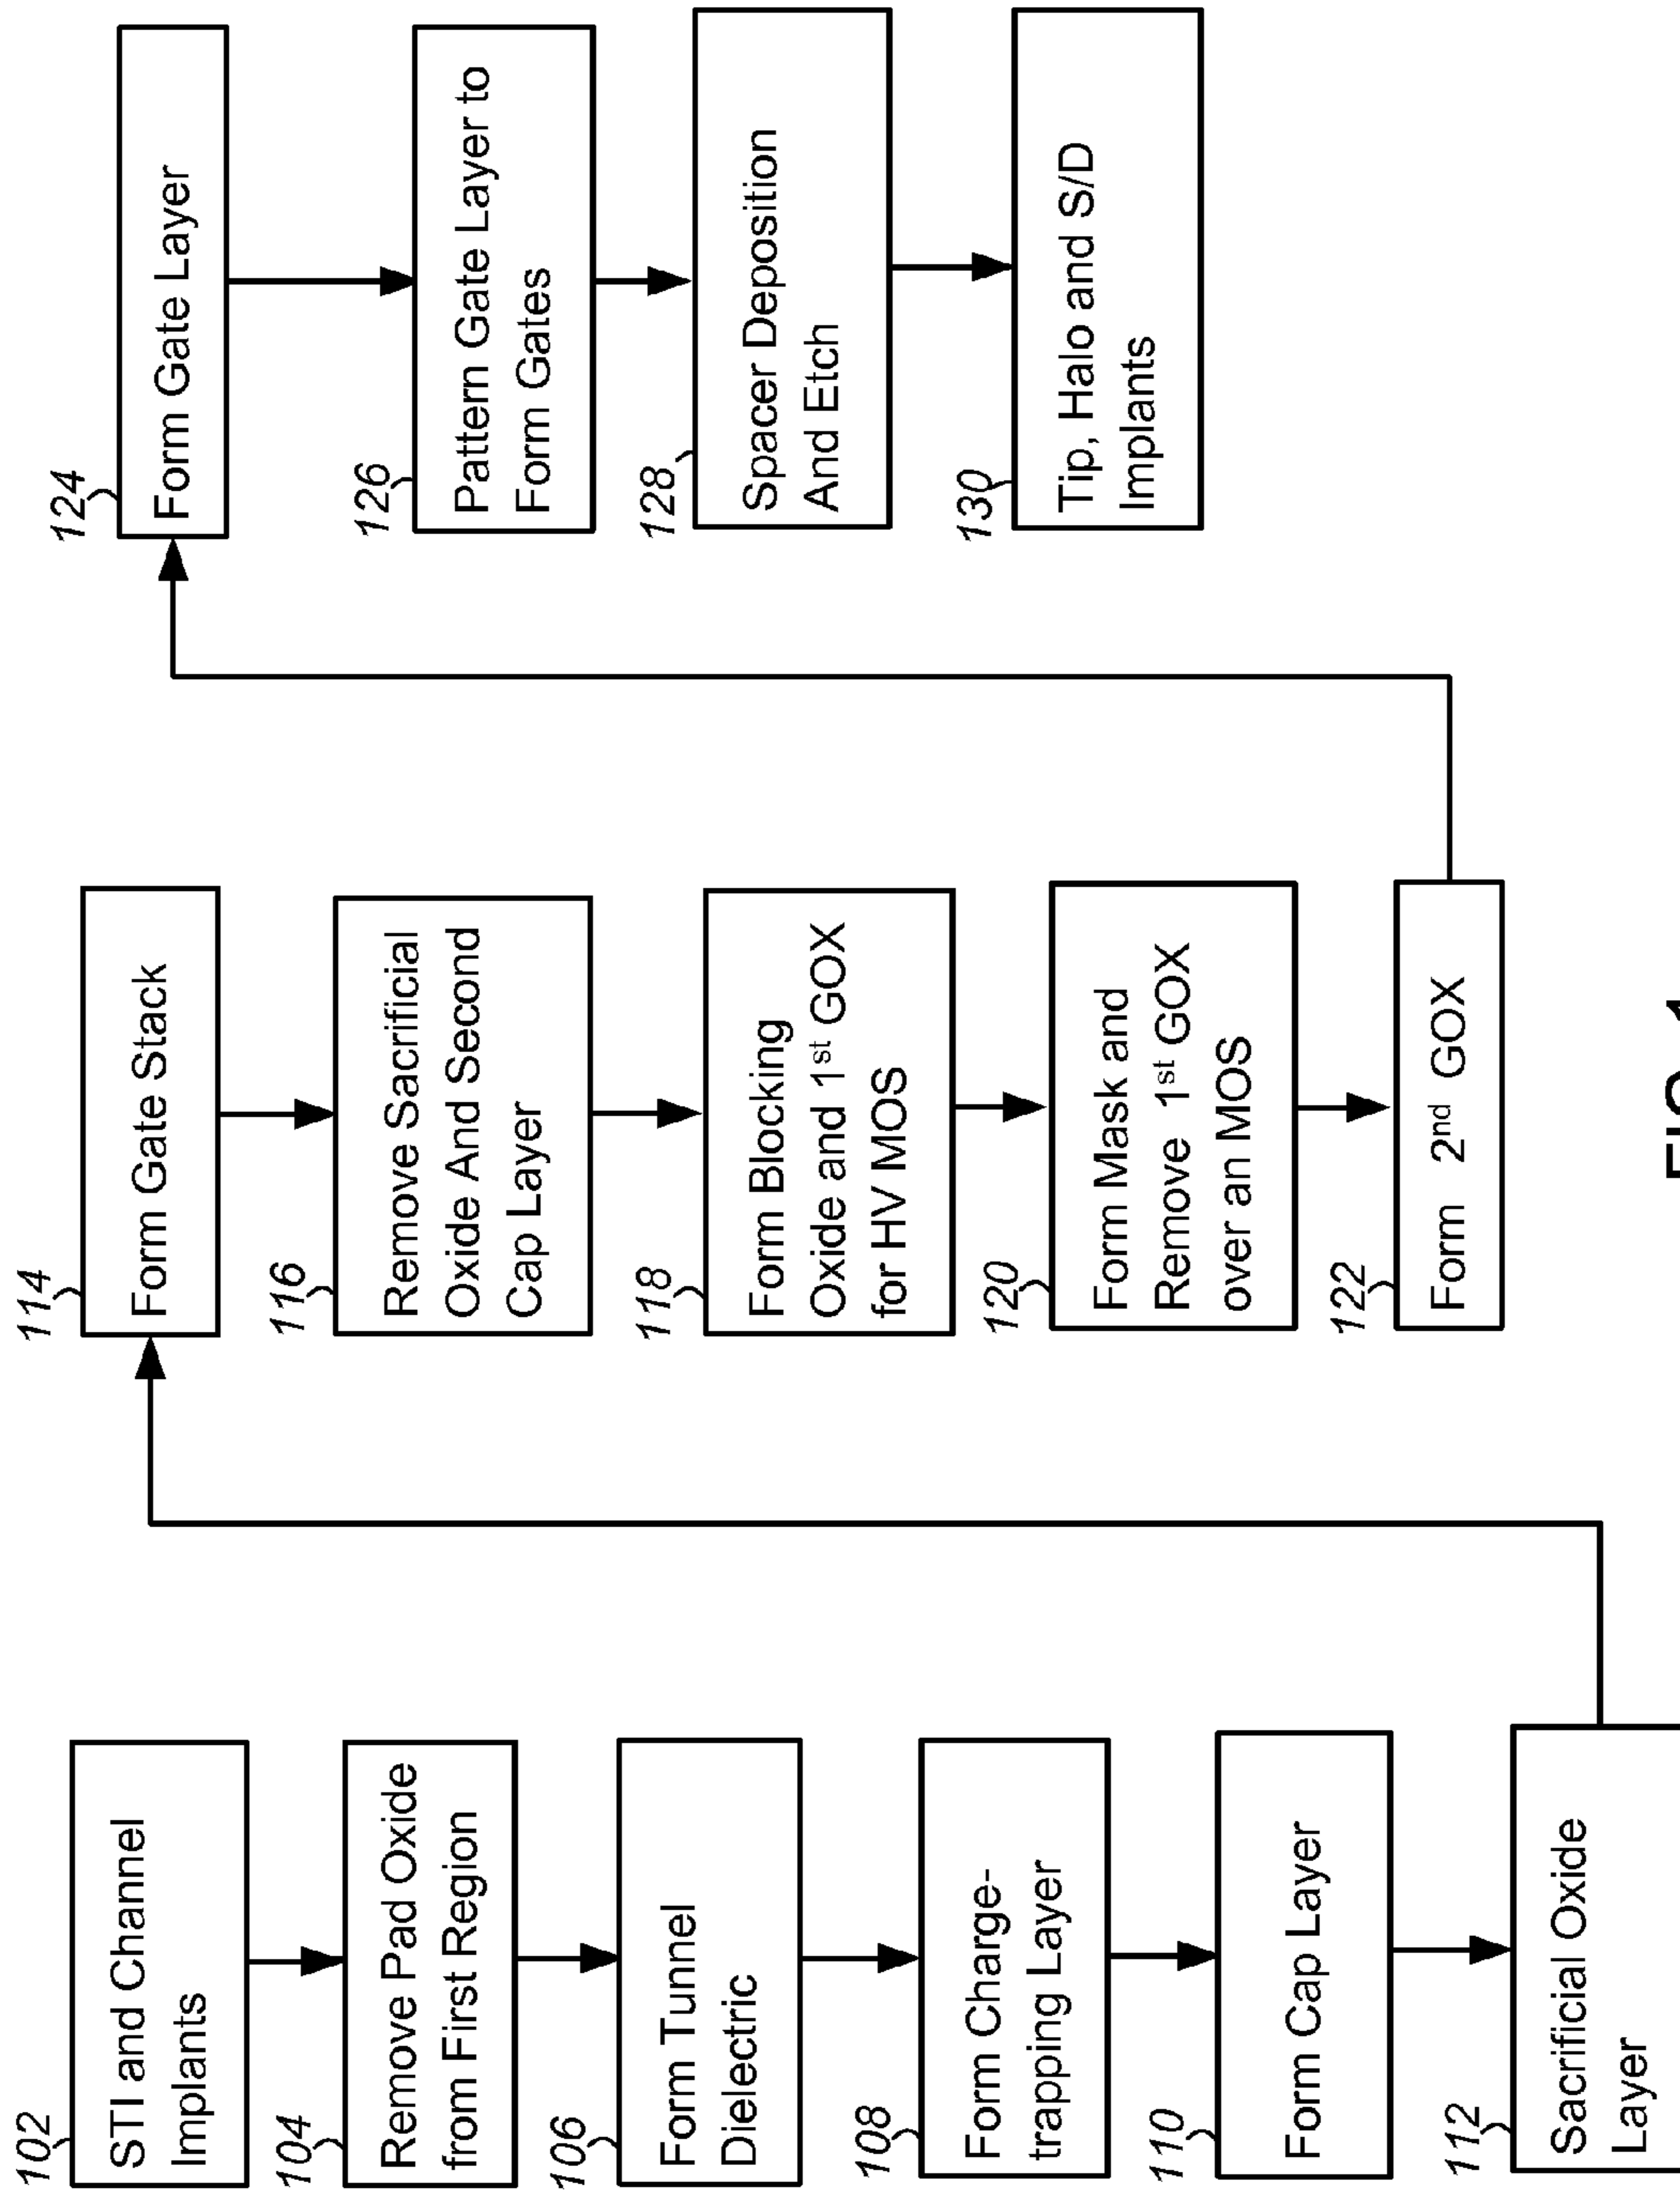 102
STI and Channel
Implants
104
Remove Pad Oxide
from First Region
106
Form Tunnel
Dielectric
108
Form Charge-
trapping Layer
110
Form Cap Layer
112
Sacrificial Oxide
Layer
114
Form Gate Stack
116
Remove Sacrificial
Oxide And Second
Cap Layer
118
Form Blocking
Oxide and 1st GOX
for HV MOS
120
Form Mask and
Remove 1st GOX
over an MOS
122
Form 2nd GOX
124
Form Gate Layer
126
Pattern Gate Layer to
Form Gates
128
Spacer Deposition
And Etch
130
Tip, Halo and S/D
Implants